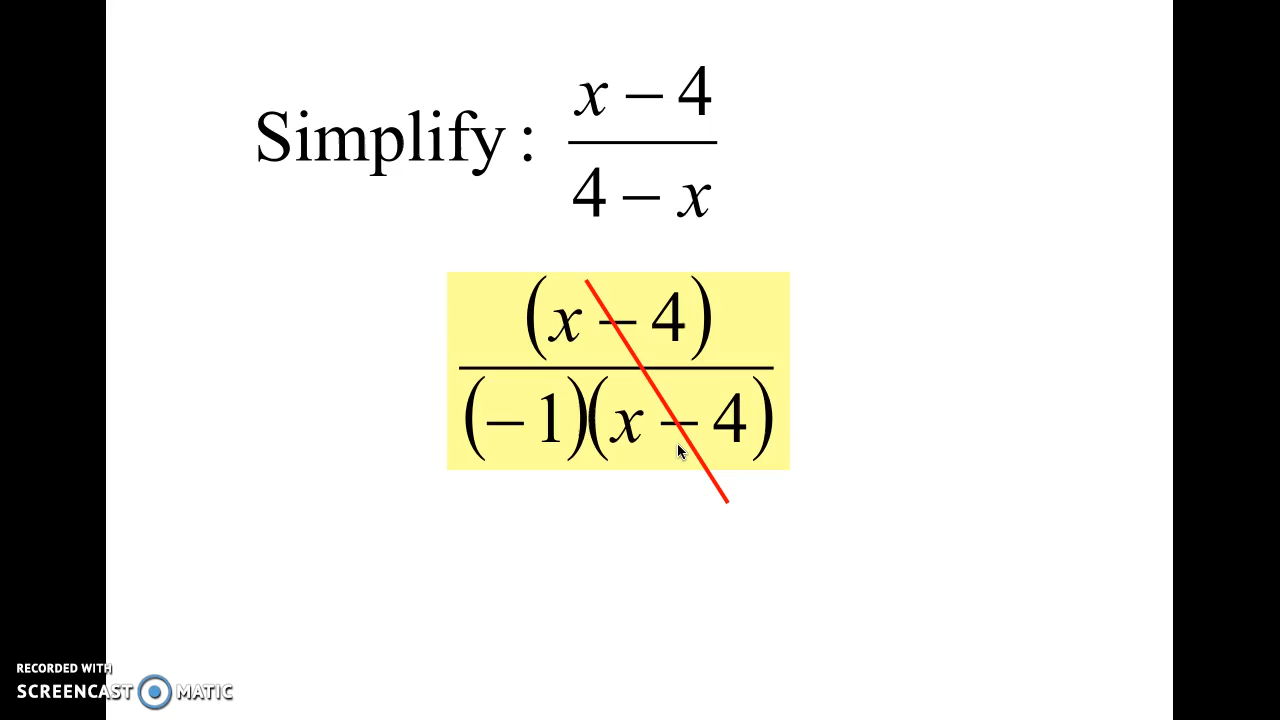 Simplify: x − 4
4 − x
(x − 4)
(−1)(x − 4)
RECORDED WITH
SCREENCAST MATIC